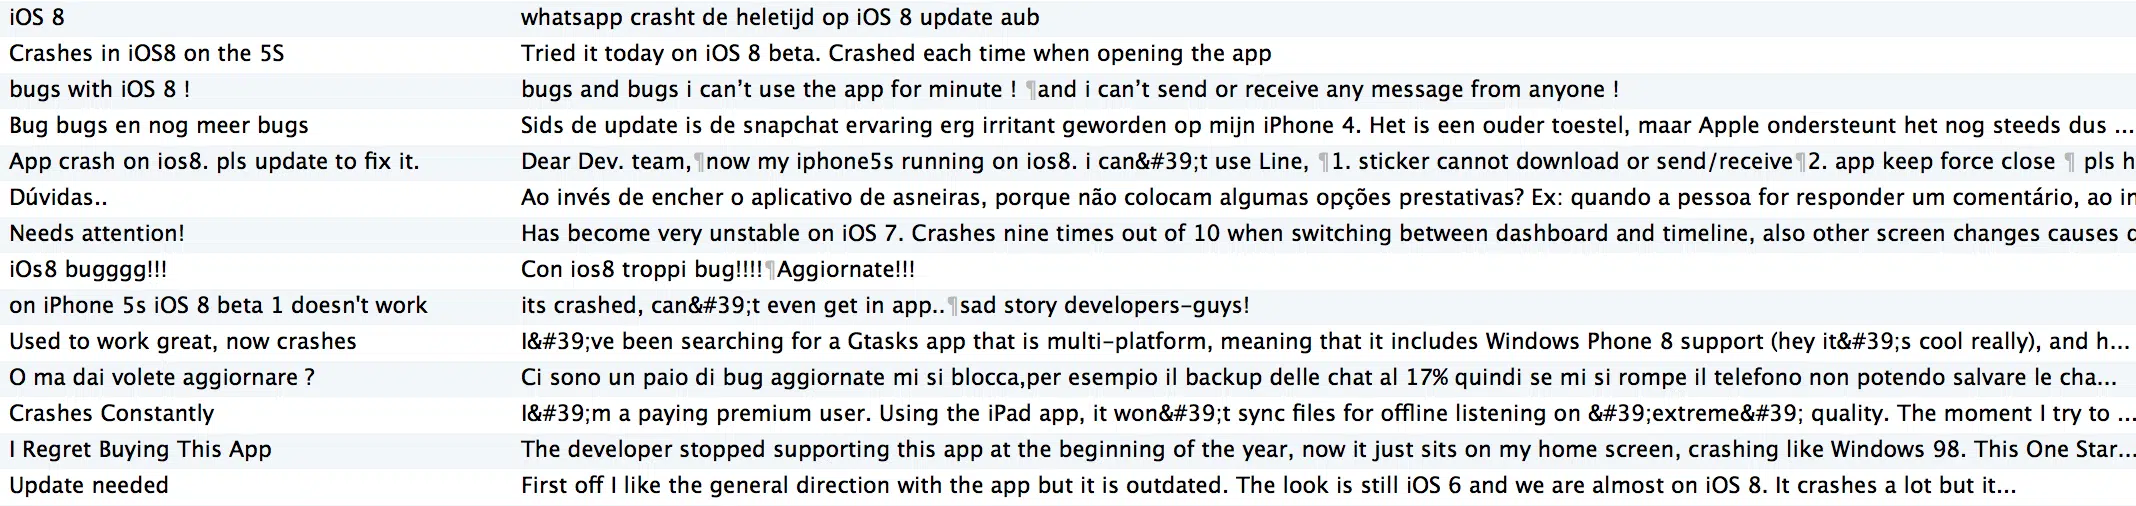 iOS 8 whatsapp crasht de heletijd op iOS 8 update aub
Crashes in iOS8 on the 5S Tried it today on iOS 8 beta. Crashed each time when opening the app
bugs with iOS 8 ! bugs and bugs i can’t use the app for minute ! ¶and i can’t send or receive any message from anyone !
Bug bugs en nog meer bugs Sids de update is de snapchat ervaring erg irritant geworden op mijn iPhone 4. Het is een ouder toestel, maar Apple ondersteunt het nog steeds dus ...
App crash on ios8. pls update to fix it. Dear Dev. team,¶now my iphone5s running on ios8. i can&#39;t use Line, ¶1. sticker cannot download or send/receive¶2. app keep force close ¶ pls h
Dúvidas.. Ao invés de encher o aplicativo de asneiras, porque não colocam algumas opções prestativas? Ex: quando a pessoa for responder um comentário, ao in
Needs attention! Has become very unstable on iOS 7. Crashes nine times out of 10 when switching between dashboard and timeline, also other screen changes causes c
iOs8 bugggg!!! Con ios8 troppi bug!!!!¶Aggiornate!!!
on iPhone 5s iOS 8 beta 1 doesn't work its crashed, can&#39;t even get in app..¶sad story developers-guys!
Used to work great, now crashes I&#39;ve been searching for a Gtasks app that is multi-platform, meaning that it includes Windows Phone 8 support (hey it&#39;s cool really), and h...
O ma dai volete aggiornare ? Ci sono un paio di bug aggiornate mi si blocca,per esempio il backup delle chat al 17% quindi se mi si rompe il telefono non potendo salvare le cha...
Crashes Constantly I&#39;m a paying premium user. Using the iPad app, it won&#39;t sync files for offline listening on &#39;extreme&#39; quality. The moment I try to ...
I Regret Buying This App The developer stopped supporting this app at the beginning of the year, now it just sits on my home screen, crashing like Windows 98. This One Star...
Update needed First off I like the general direction with the app but it is outdated. The look is still iOS 6 and we are almost on iOS 8. It crashes a lot but it...